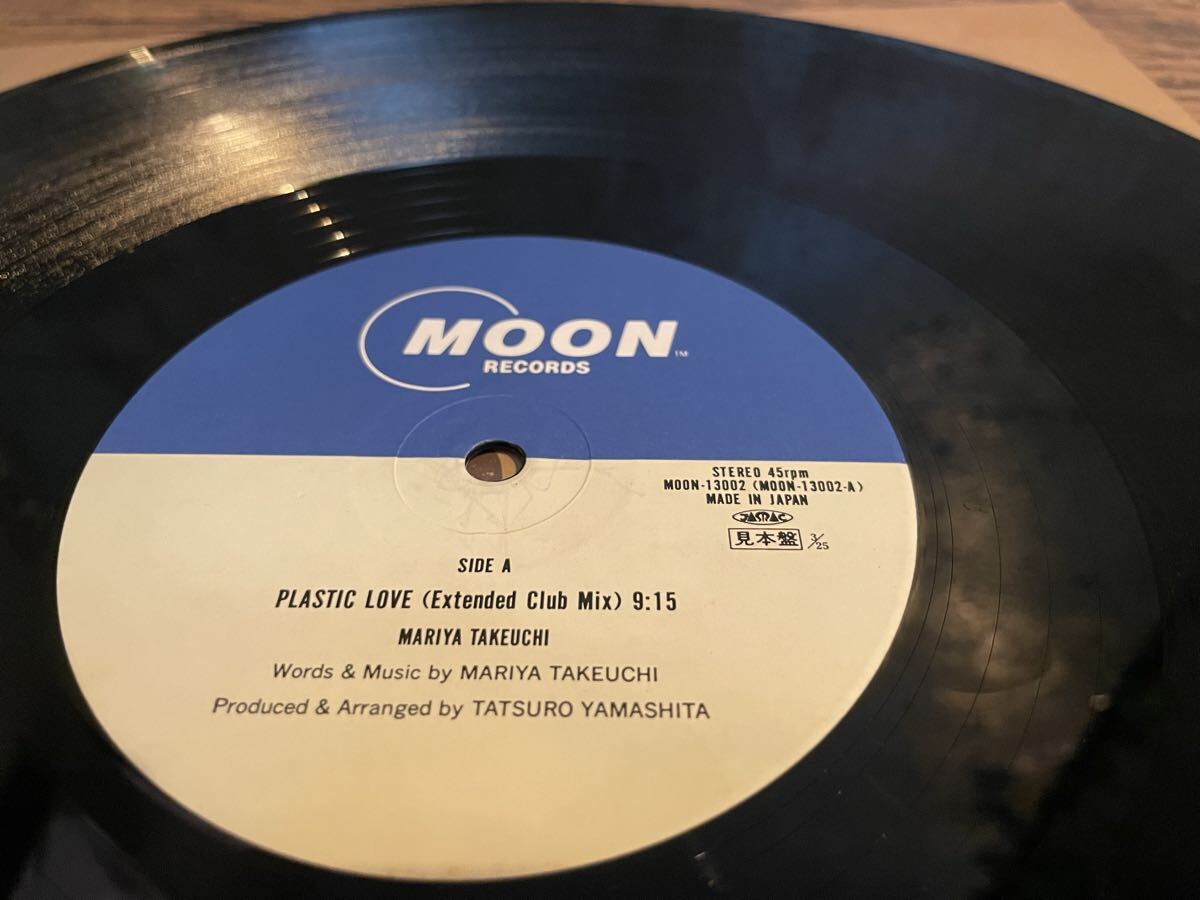 MOON™
RECORDS
STEREO 45rpm
MOON-13002 (MOON-13002-A)
MADE IN JAPAN
JASRAC
見本盤 3/25
SIDE A
PLASTIC LOVE (Extended Club Mix) 9:15
MARIYA TAKEUCHI
Words & Music by MARIYA TAKEUCHI
Produced & Arranged by TATSURO YAMASHITA